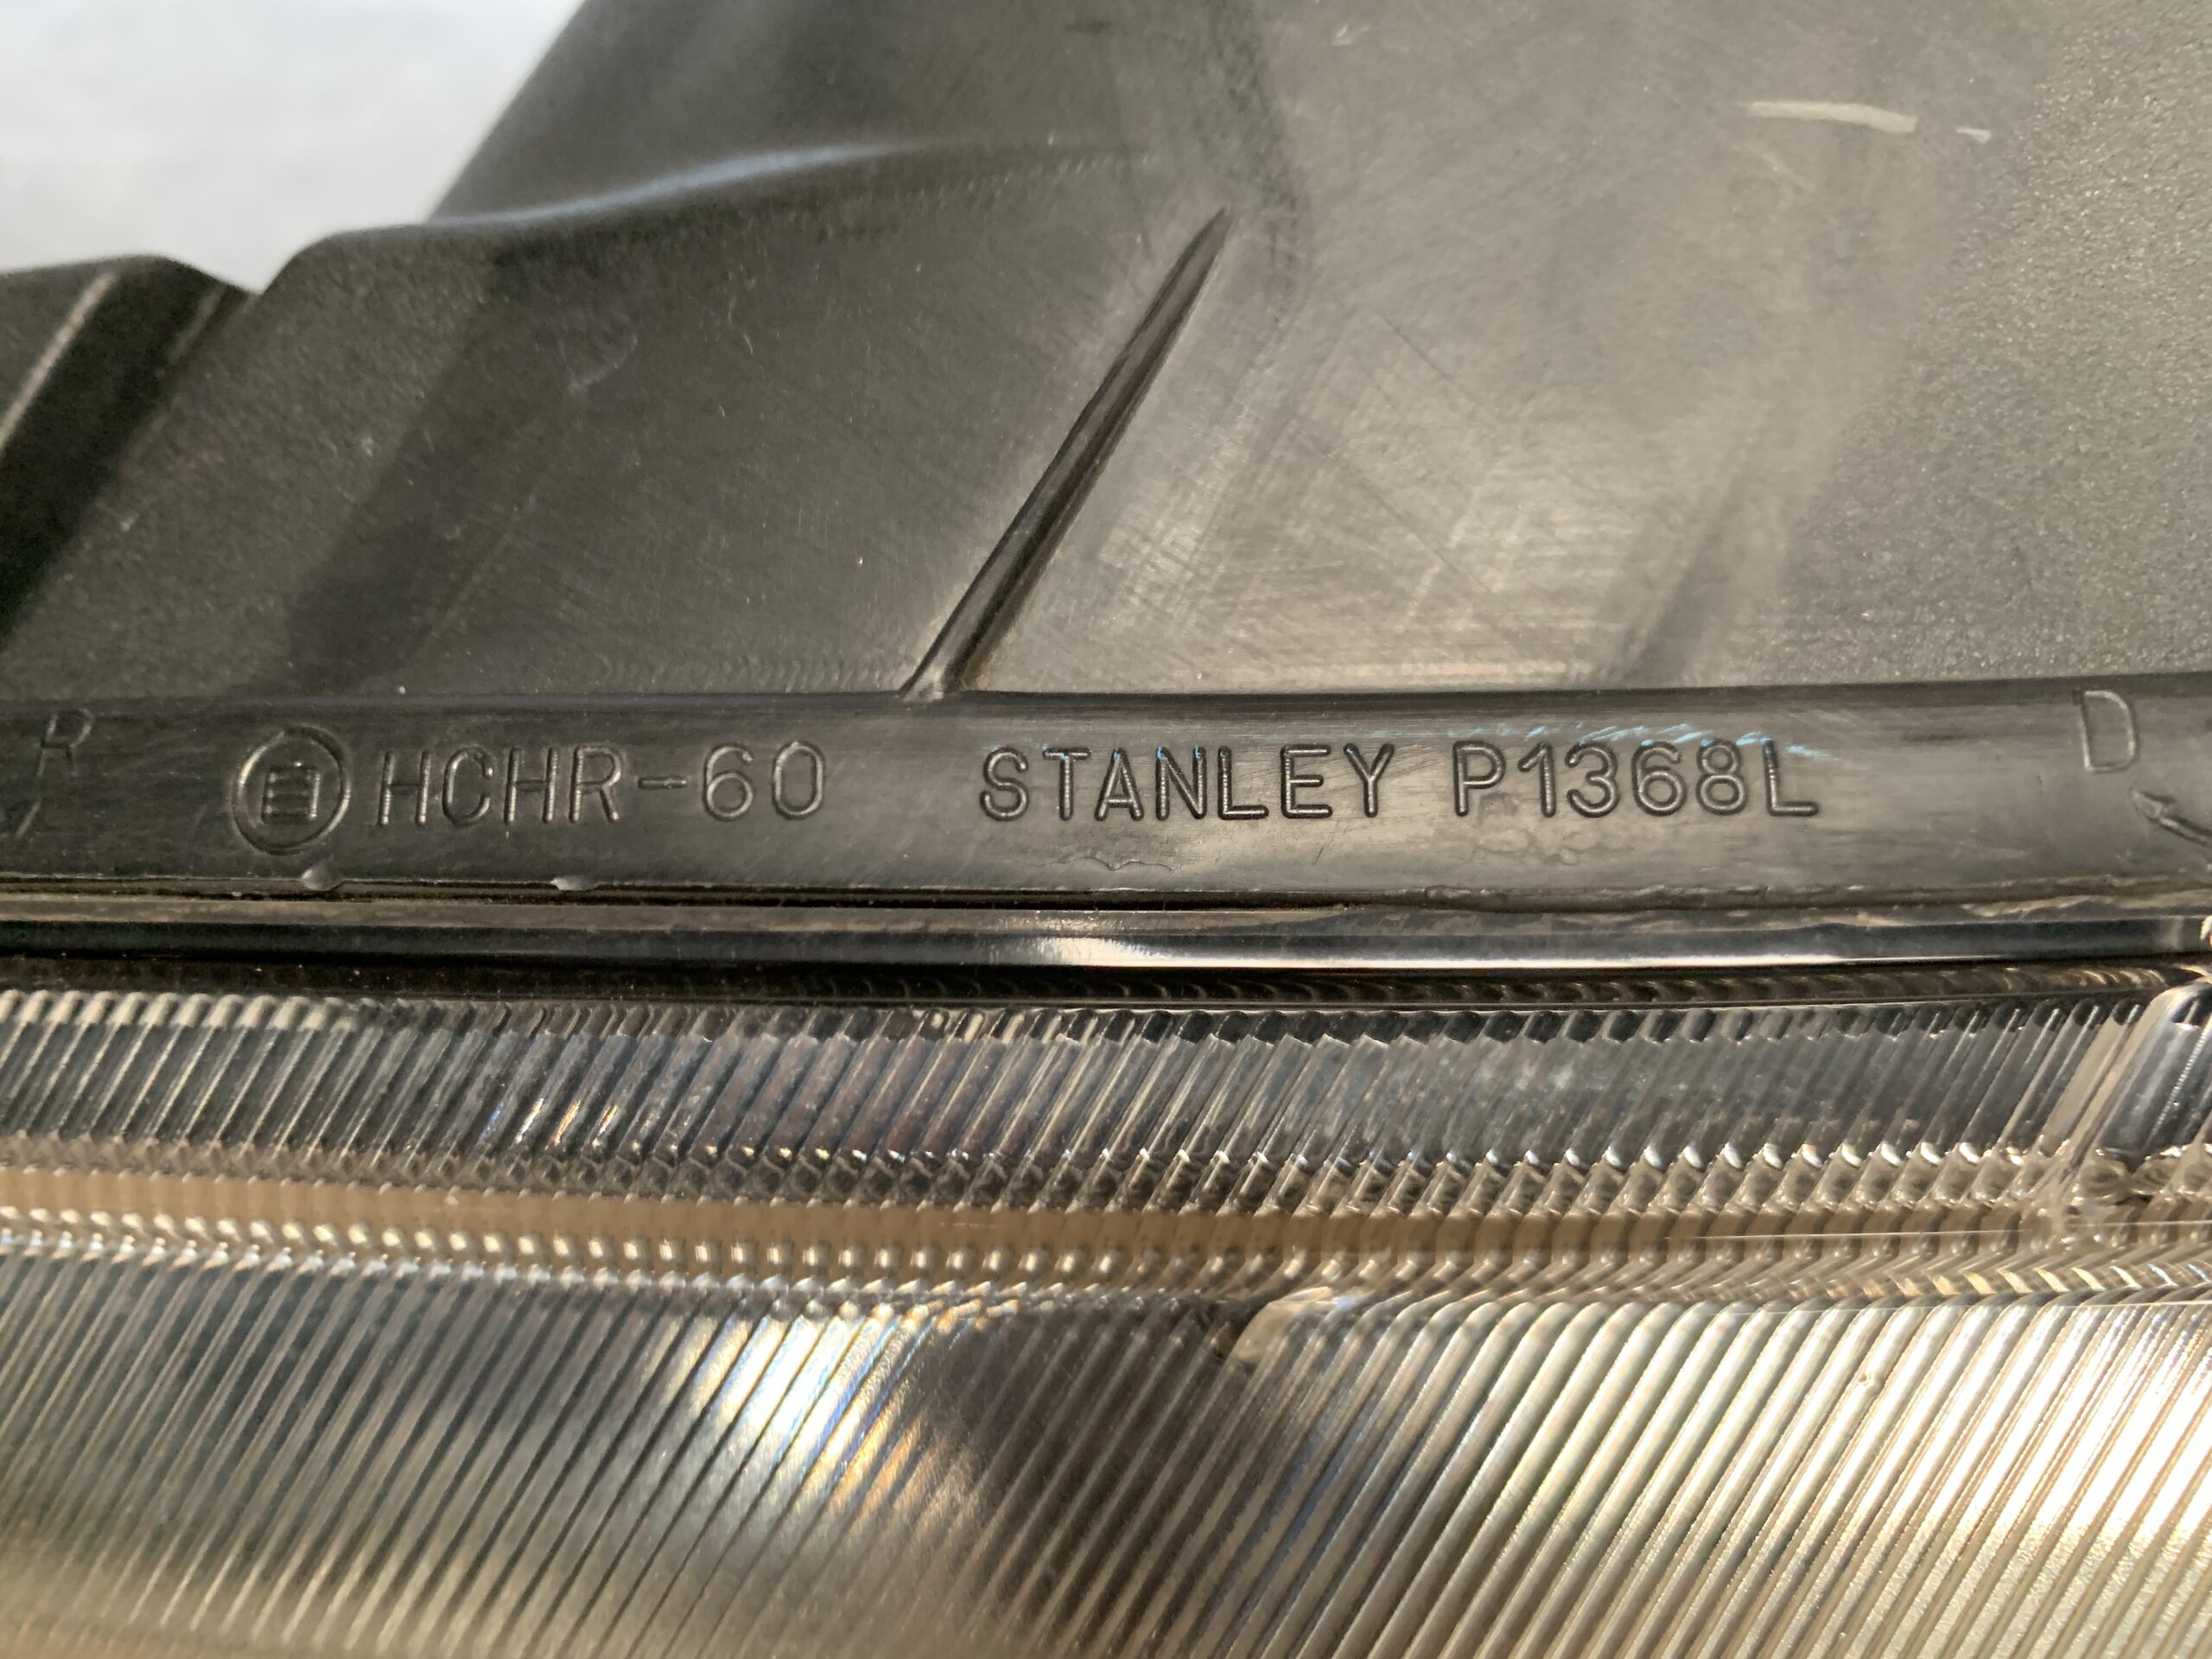 R HCHR-60 STANLEY P1368L D